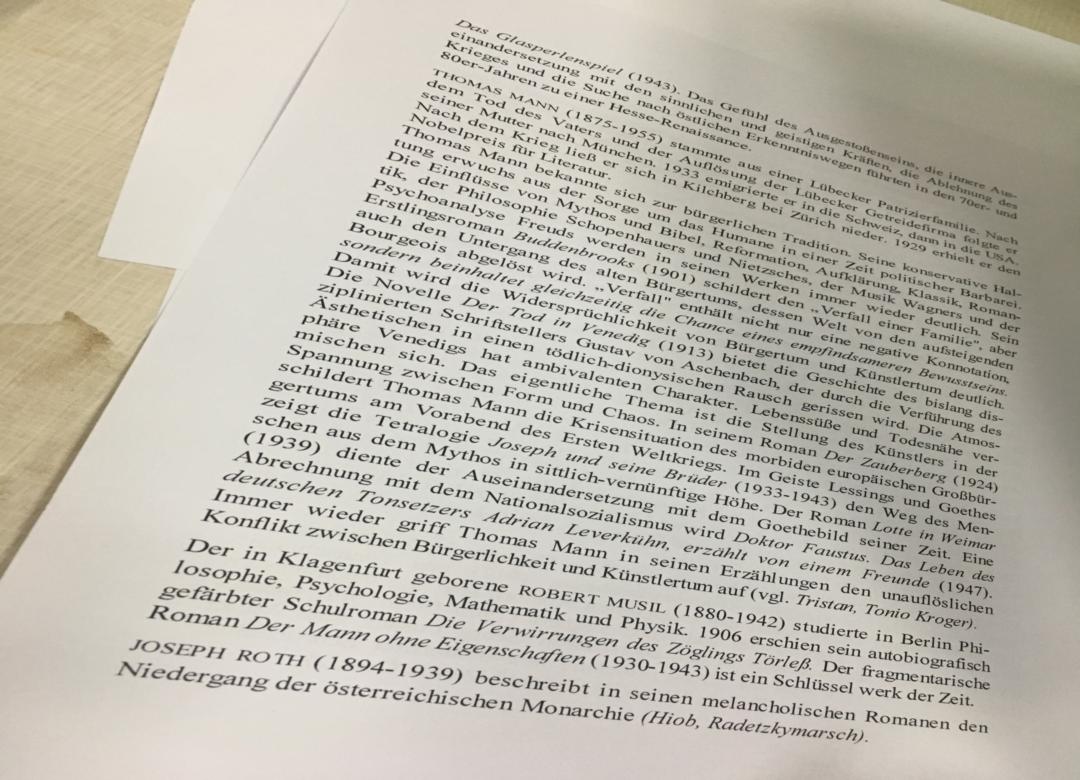 Das Glasperlenspiel (1943). Das Gefühl des Ausgestoßenseins, die innere Aus-
einandersetzung mit den sinnlichen und geistigen Kräften, die Ablehnung des
Krieges und die Suche nach östlichen Erkenntniswegen führten in den 70er- und
80er-Jahren zu einer Hesse-Renaissance.
THOMAS MANN (1875-1955) stammte aus einer Lübecker Patrizierfamilie. Nach
dem Tod des Vaters und der Auflösung der Lübecker Getreidefirma folgte er
seiner Mutter nach München. 1933 emigrierte er in die Schweiz, dann in die USA.
Nach dem Krieg ließ er sich in Kilchberg bei Zürich nieder. 1929 erhielt er den
Nobelpreis für Literatur.
Thomas Mann bekannte sich zur bürgerlichen Tradition. Seine konservative Hal-
tung erwuchs aus der Sorge um das Humane in einer Zeit politischer Barbarei.
Die Einflüsse von Mythos und Bibel, Reformation, Aufklärung, Klassik, Roman-
tik, der Philosophie Schopenhauers und Nietzsches, der Musik Wagners und der
Psychoanalyse Freuds werden in seinen Werken immer wieder deutlich. Sein
Erstlingsroman Buddenbrooks (1901) schildert den „Verfall einer Familie", aber
auch den Untergang des alten Bürgertums, dessen Welt von den aufsteigenden
Bourgeois abgelöst wird. „Verfall" enthält nicht nur eine negative Konnotation,
sondern beinhaltet gleichzeitig die Chance eines empfindsameren Bewusstseins.
Damit wird die Widersprüchlichkeit von Bürgertum und Künstlertum deutlich.
Die Novelle Der Tod in Venedig (1913) bietet die Geschichte des bislang dis-
ziplinierten Schriftstellers Gustav von Aschenbach, der durch die Verführung des
Ästhetischen in einen tödlich-dionysischen Rausch gerissen wird. Die Atmos-
phäre Venedigs hat ambivalenten Charakter. Lebenssüße und Todesnähe ver-
mischen sich. Das eigentliche Thema ist die Stellung des Künstlers in der
Spannung zwischen Form und Chaos. In seinem Roman Der Zauberberg (1924)
schildert Thomas Mann die Krisensituation des morbiden europäischen Großbür-
gertums am Vorabend des Ersten Weltkriegs. Im Geiste Lessings und Goethes
zeigt die Tetralogie Joseph und seine Brüder (1933-1943) den Weg des Men-
schen aus dem Mythos in sittlich-vernünftige Höhe. Der Roman Lotte in Weimar
(1939) diente der Auseinandersetzung mit dem Goethebild seiner Zeit. Eine
Abrechnung mit dem Nationalsozialismus wird Doktor Faustus. Das Leben des
deutschen Tonsetzers Adrian Leverkühn, erzählt von einem Freunde (1947).
Immer wieder griff Thomas Mann in seinen Erzählungen den unauflöslichen
Konflikt zwischen Bürgerlichkeit und Künstlertum auf (vgl. Tristan, Tonio Kroger).
Der in Klagenfurt geborene ROBERT MUSIL (1880-1942) studierte in Berlin Phi-
losophie, Psychologie, Mathematik und Physik. 1906 erschien sein autobiografisch
gefärbter Schulroman Die Verwirrungen des Zöglings Törleß. Der fragmentarische
Roman Der Mann ohne Eigenschaften (1930-1943) ist ein Schlüssel werk der Zeit.
JOSEPH ROTH (1894-1939) beschreibt in seinen melancholischen Romanen den
Niedergang der österreichischen Monarchie (Hiob, Radetzkymarsch).